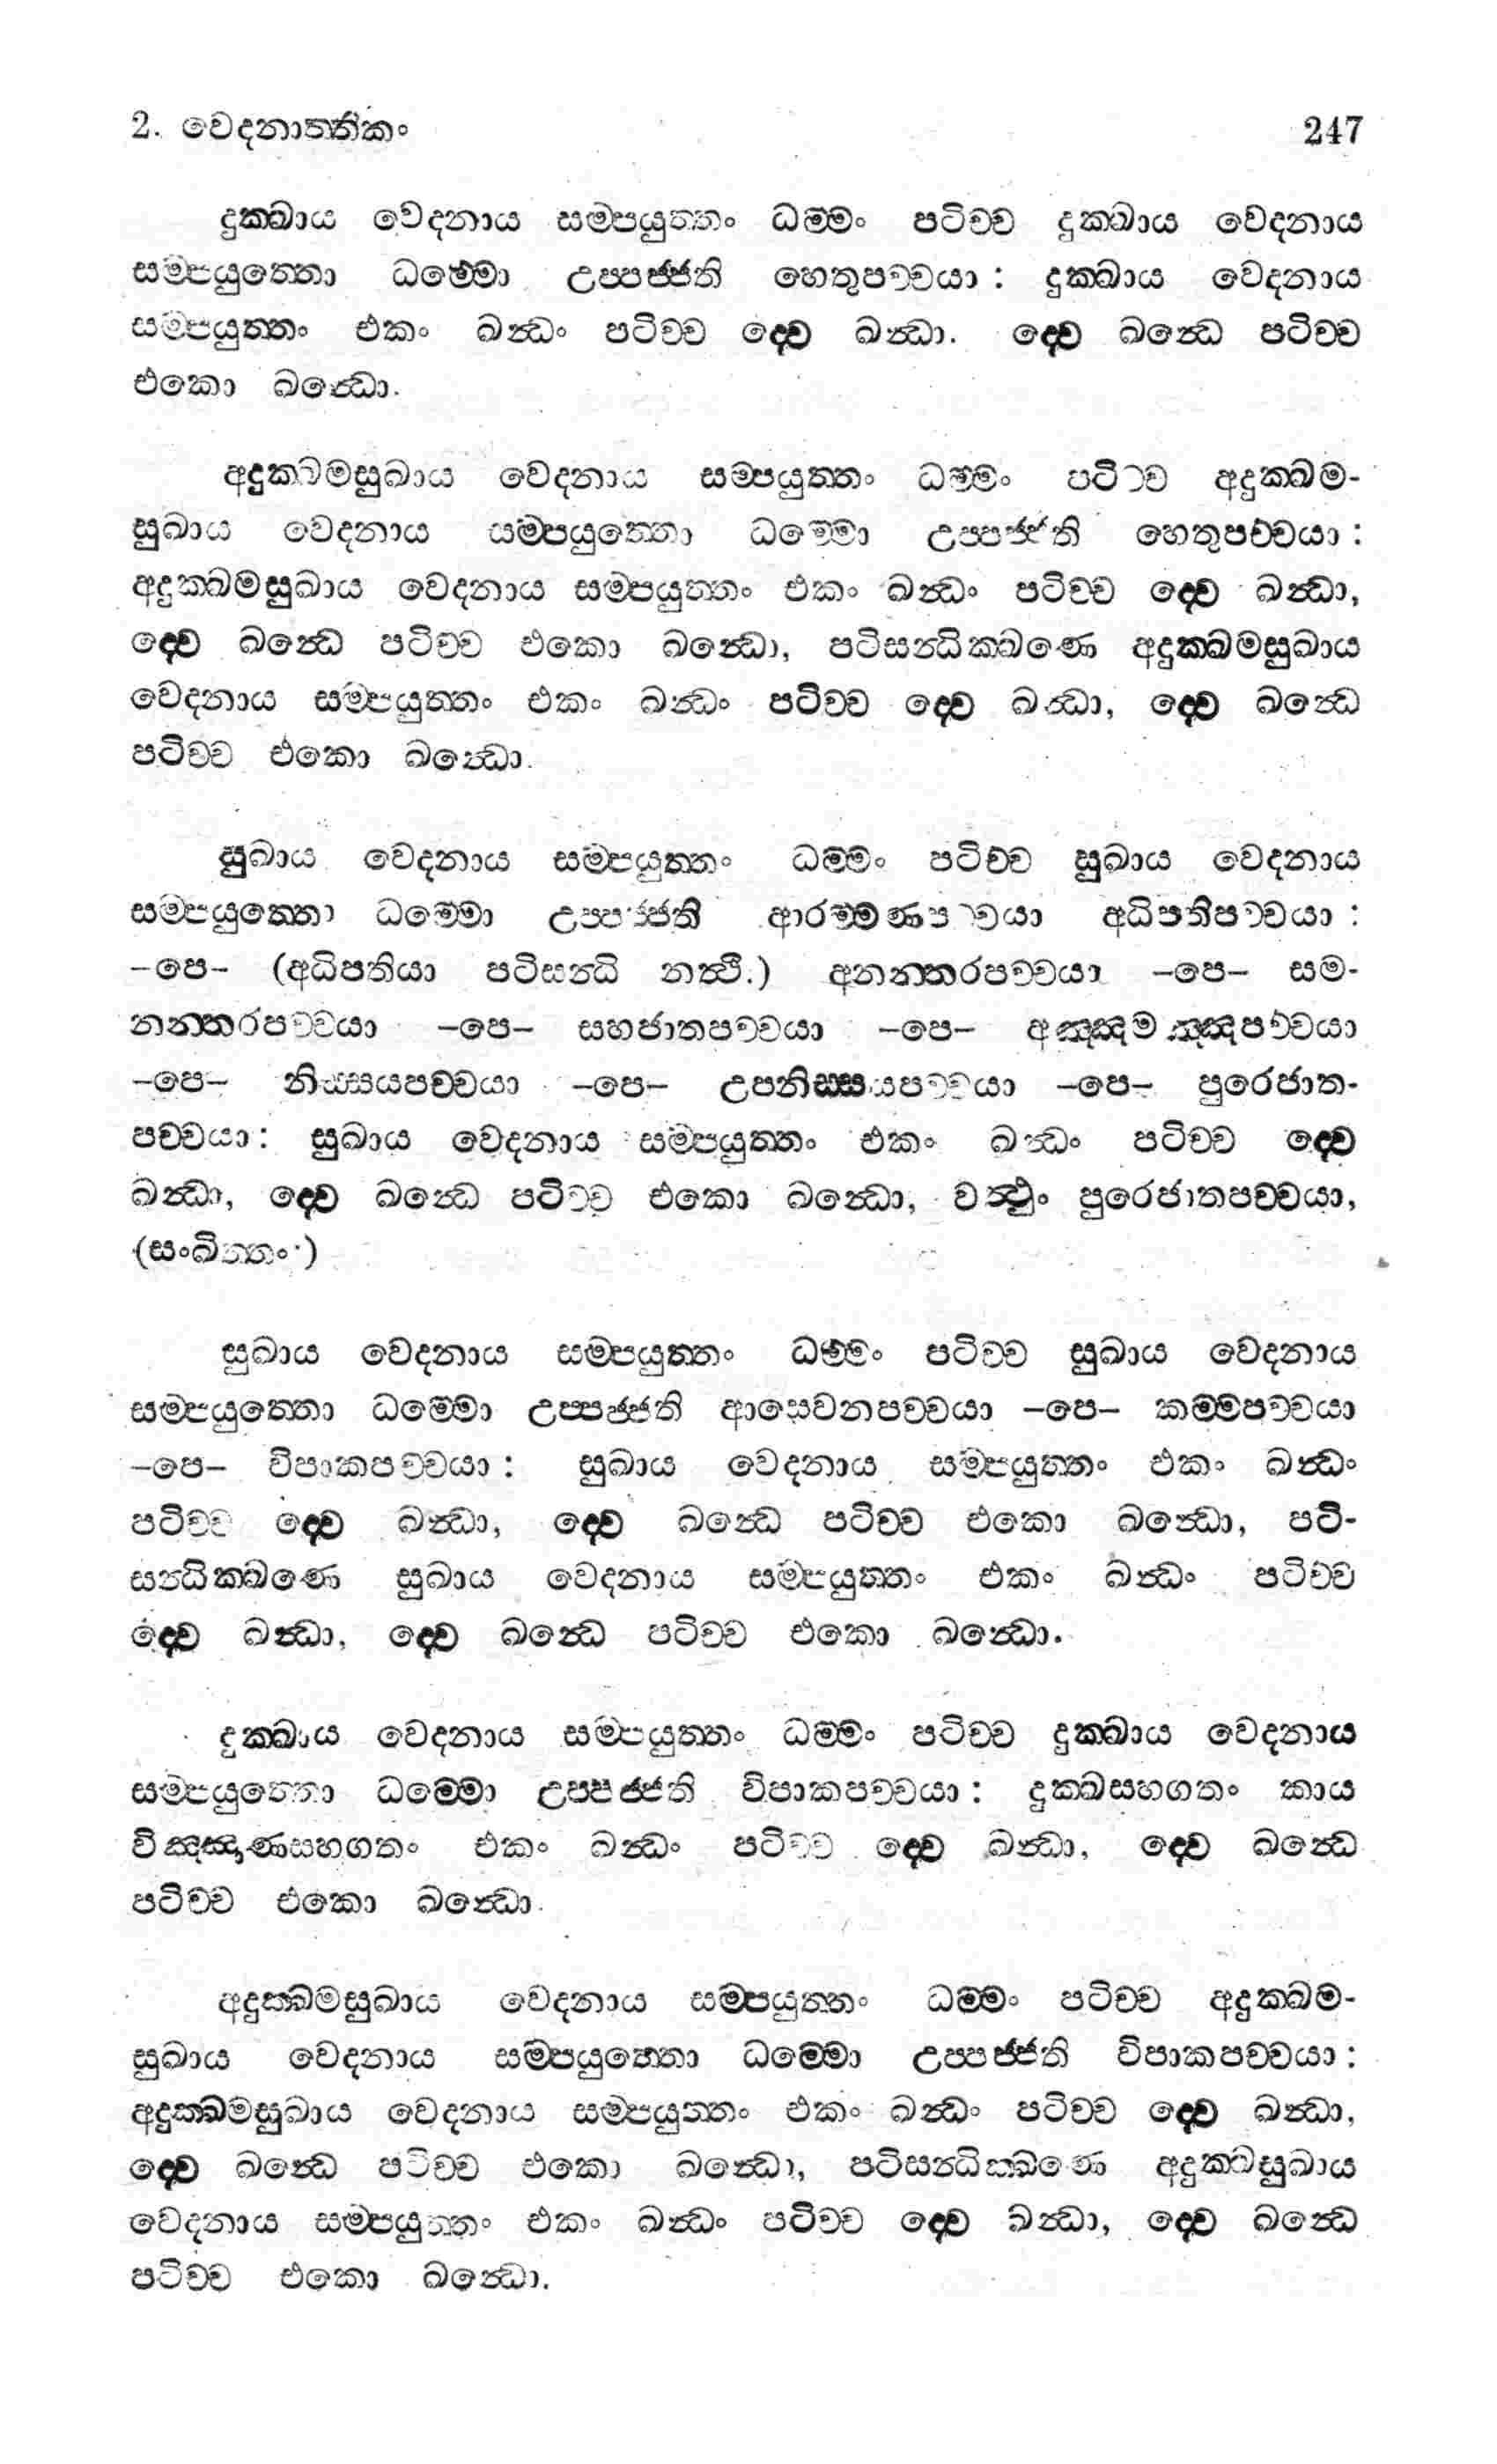 2. වෙදනාත්තිකං 247
දුක්ඛාය වෙදනාය සම්පයුත්තං ධම්මං පටිච්ච දුක්ඛාය වෙදනාය
සම්පයුත්තො ධම්මො උප්පජ්ජති හෙතුපච්චයා : දුක්ඛාය වෙදනාය
සම්පයුත්තං එකං ඛන්ධං පටිච්ච ද්වෙ ඛන්ධා. ද්වෙ ඛන්ධෙ පටිච්ච
එකො ඛන්ධො.
අදුක්ඛමසුඛාය වෙදනාය සම්පයුත්තං ධම්මං පටිච්ච අදුක්ඛම-
සුඛාය වෙදනාය සම්පයුත්තො ධම්මො උප්පජ්ජති හෙතුපච්චයා :
අදුක්ඛමසුඛාය වෙදනාය සම්පයුත්තං එකං ඛන්ධං පටිච්ච ද්වෙ ඛන්ධා,
ද්වෙ ඛන්ධෙ පටිච්ච එකො ඛන්ධො, පටිසන්ධික්ඛණෙ අදුක්ඛමසුඛාය
වෙදනාය සම්පයුත්තං එකං ඛන්ධං පටිච්ච ද්වෙ ඛන්ධා, ද්වෙ ඛන්ධෙ
පටිච්ච එකො ඛන්ධො.
සුඛාය වෙදනාය සම්පයුත්තං ධම්මං පටිච්ච සුඛාය වෙදනාය
සම්පයුත්තො ධම්මො උප්පජ්ජති ආරම්මණපච්චයා අධිපතිපච්චයා :
–පෙ– (අධිපතියා පටිසන්ධි නත්ථි.) අනන්තරපච්චයා –පෙ– සම-
නන්තරපච්චයා –පෙ– සහජාතපච්චයා –පෙ– අඤ්ඤමඤ්ඤපච්චයා
–පෙ– නිස්සයපච්චයා –පෙ– උපනිස්සයපච්චයා –පෙ– පුරෙජාත-
පච්චයා : සුඛාය වෙදනාය සම්පයුත්තං එකං ඛන්ධං පටිච්ච ද්වෙ
ඛන්ධා, ද්වෙ ඛන්ධෙ පටිච්ච එකො ඛන්ධො, වත්ථුං පුරෙජාතපච්චයා,
(සංඛිත්තං)
සුඛාය වෙදනාය සම්පයුත්තං ධම්මං පටිච්ච සුඛාය වෙදනාය
සම්පයුත්තො ධම්මො උප්පජ්ජති ආසෙවනපච්චයා –පෙ– කම්මපච්චයා
–පෙ– විපාකපච්චයා : සුඛාය වෙදනාය සම්පයුත්තං එකං ඛන්ධං
පටිච්ච ද්වෙ ඛන්ධා, ද්වෙ ඛන්ධෙ පටිච්ච එකො ඛන්ධො, පටි-
සන්ධික්ඛණෙ සුඛාය වෙදනාය සම්පයුත්තං එකං ඛන්ධං පටිච්ච
ද්වෙ ඛන්ධා, ද්වෙ ඛන්ධෙ පටිච්ච එකො ඛන්ධො.
දුක්ඛාය වෙදනාය සම්පයුත්තං ධම්මං පටිච්ච දුක්ඛාය වෙදනාය
සම්පයුත්තො ධම්මො උප්පජ්ජති විපාකපච්චයා : දුක්ඛසහගතං කාය
විඤ්ඤාණසහගතං එකං ඛන්ධං පටිච්ච ද්වෙ ඛන්ධා, ද්වෙ ඛන්ධෙ
පටිච්ච එකො ඛන්ධො.
අදුක්ඛමසුඛාය වෙදනාය සම්පයුත්තං ධම්මං පටිච්ච අදුක්ඛම-
සුඛාය වෙදනාය සම්පයුත්තො ධම්මො උප්පජ්ජති විපාකපච්චයා :
අදුක්ඛමසුඛාය වෙදනාය සම්පයුත්තං එකං ඛන්ධං පටිච්ච ද්වෙ ඛන්ධා,
ද්වෙ ඛන්ධෙ පටිච්ච එකො ඛන්ධො, පටිසන්ධික්ඛණෙ අදුක්ඛසුඛාය
වෙදනාය සම්පයුත්තං එකං ඛන්ධං පටිච්ච ද්වෙ ඛන්ධා, ද්වෙ ඛන්ධෙ
පටිච්ච එකො ඛන්ධො.